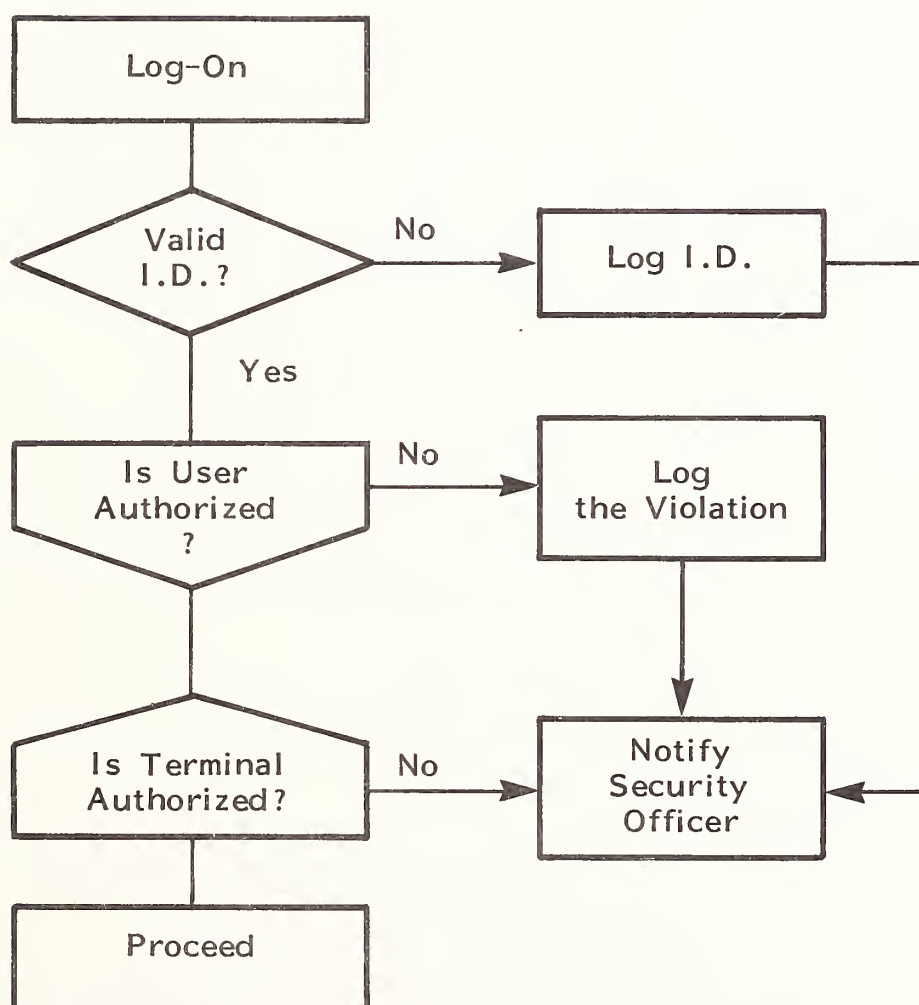 Log-On
Valid
I.D.?
No
Log I.D.
Yes
Is User
Authorized
?
No
Log
the Violation
Is Terminal
Authorized?
No
Notify
Security
Officer
Proceed